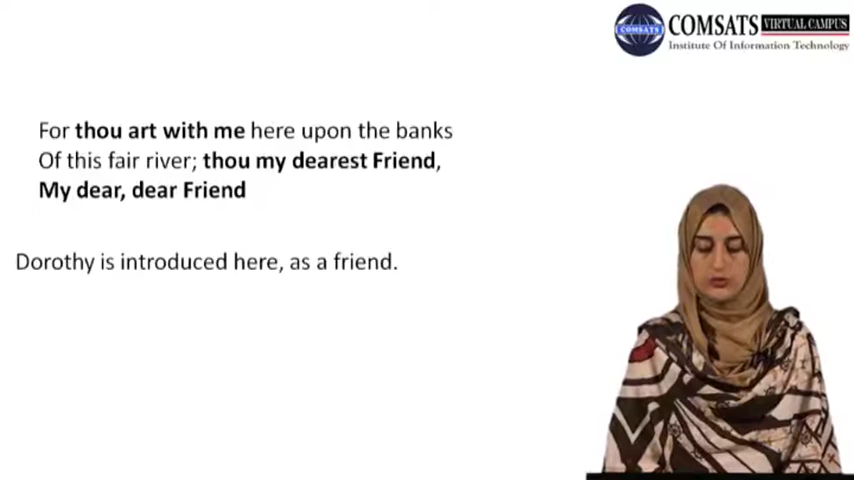 COMSATS VIRTUAL CAMPUS
COMSATS
Institute Of Information Technology
For thou art with me here upon the banks
Of this fair river; thou my dearest Friend,
My dear, dear Friend
Dorothy is introduced here, as a friend.